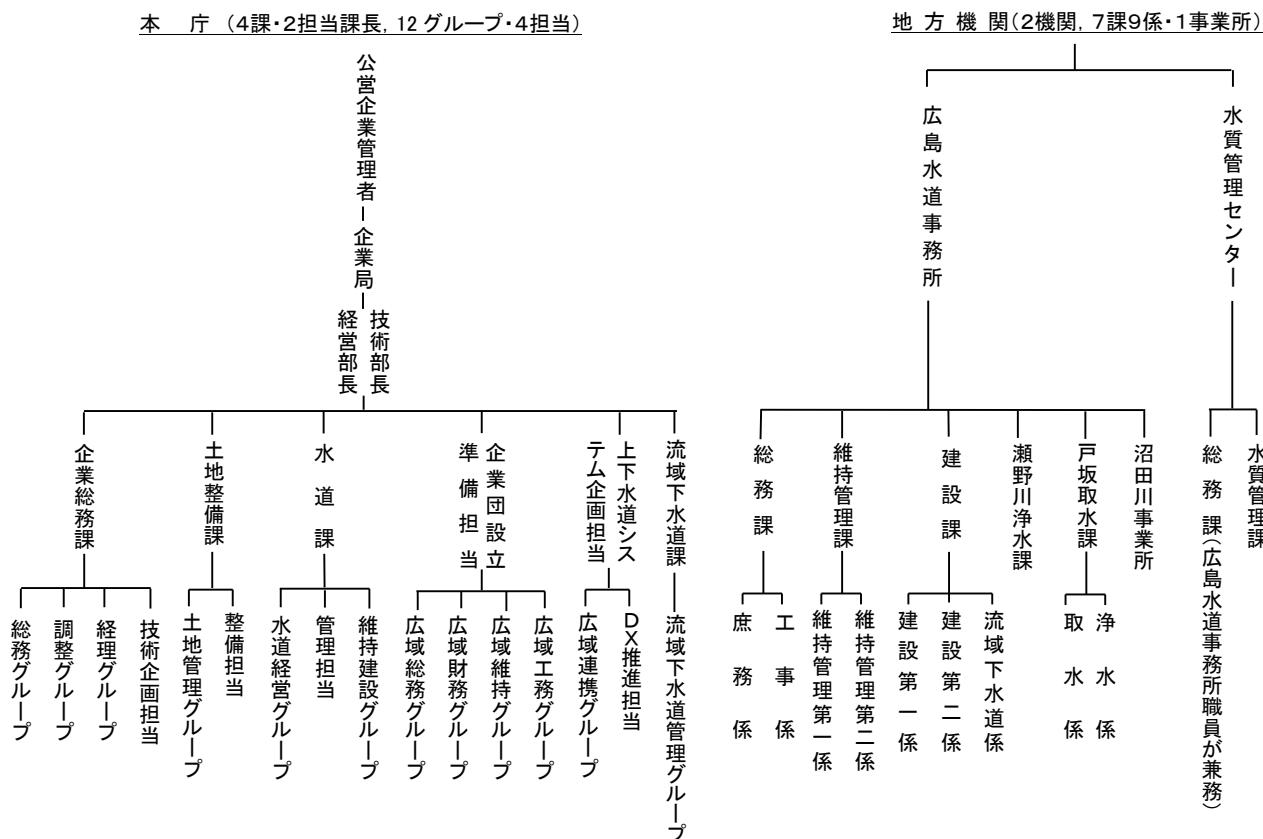 本 庁 (4課・2担当課長, 12グループ・4担当)
公営企業管理者
企業局
技術部長
経営部長
企業総務課
総務グループ
調整グループ
経理グループ
技術企画担当
土地整備課
土地管理グループ
整備担当
水道課
水道経営グループ
管理担当
維持建設グループ
企業団設立
準備担当
広域総務グループ
広域財務グループ
広域維持グループ
広域工務グループ
上下水道シス
テム企画担当
広域連携グループ
DX推進担当
流域下水道課
流域下水道管理グループ
地方機関(2機関, 7課9係・1事業所)
広島水道事務所
総務課
庶務係
工事係
維持管理課
維持管理第一係
維持管理第二係
建設課
建設第一係
建設第二係
流域下水道係
瀬野川浄水課
戸坂取水課
取水係
浄水係
沼田川事業所
水質管理センター
総務課(広島水道事務所職員が兼務)
水質管理課